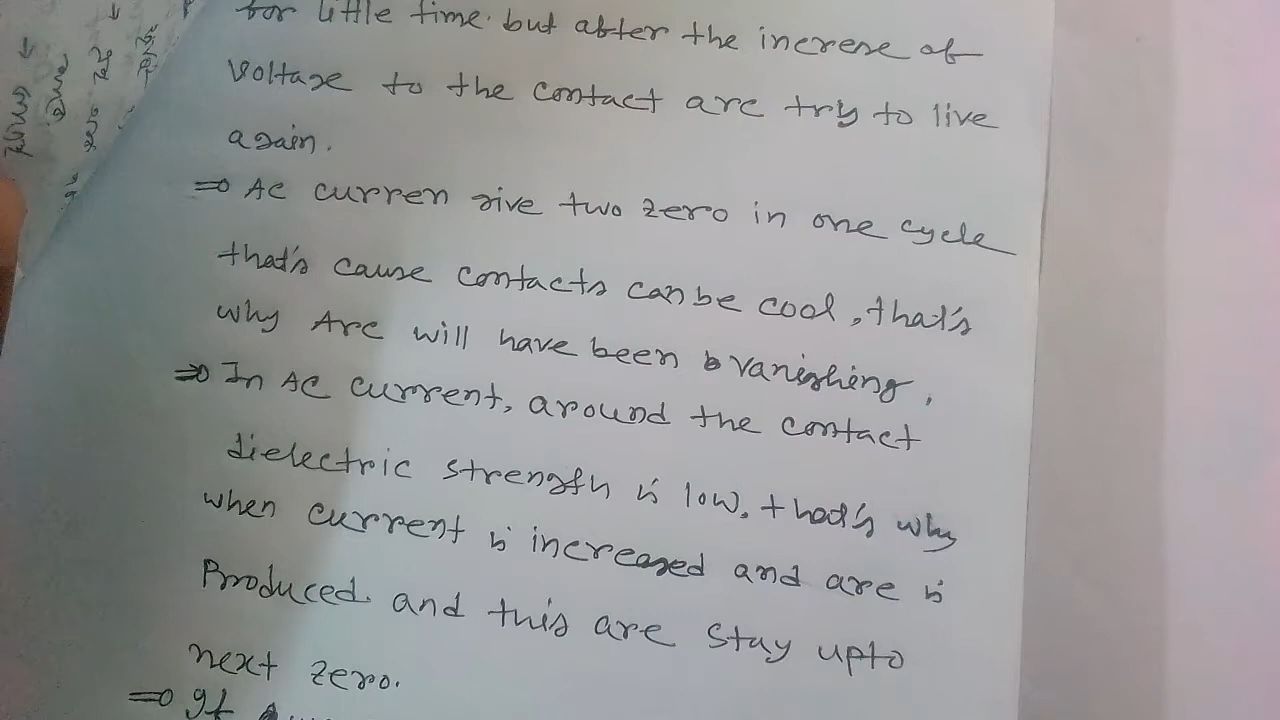 for little time. but after the increse of
voltage to the contact arc try to live
again.
⇒ AC curren give two zero in one cycle
that's cause contacts can be cool, that's
why Arc will have been vanishing.
⇒ In AC current, around the contact
dielectric strength is low. that's why
when current is increased and arc is
Produced. and this arc stay upto
next zero.
⇒ If